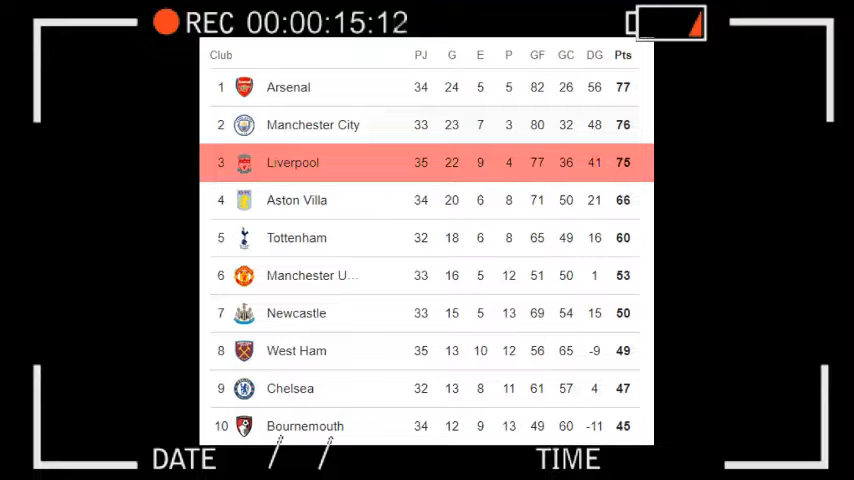 REC 00:00:15:12
Club PJ G E P GF GC DG Pts
1 Arsenal 34 24 5 5 82 26 56 77
2 Manchester City 33 23 7 3 80 32 48 76
3 Liverpool 35 22 9 4 77 36 41 75
4 Aston Villa 34 20 6 8 71 50 21 66
5 Tottenham 32 18 6 8 65 49 16 60
6 Manchester U... 33 16 5 12 51 50 1 53
7 Newcastle 33 15 5 13 69 54 15 50
8 West Ham 35 13 10 12 56 65 -9 49
9 Chelsea 32 13 8 11 61 57 4 47
10 Bournemouth 34 12 9 13 49 60 -11 45
DATE / / TIME